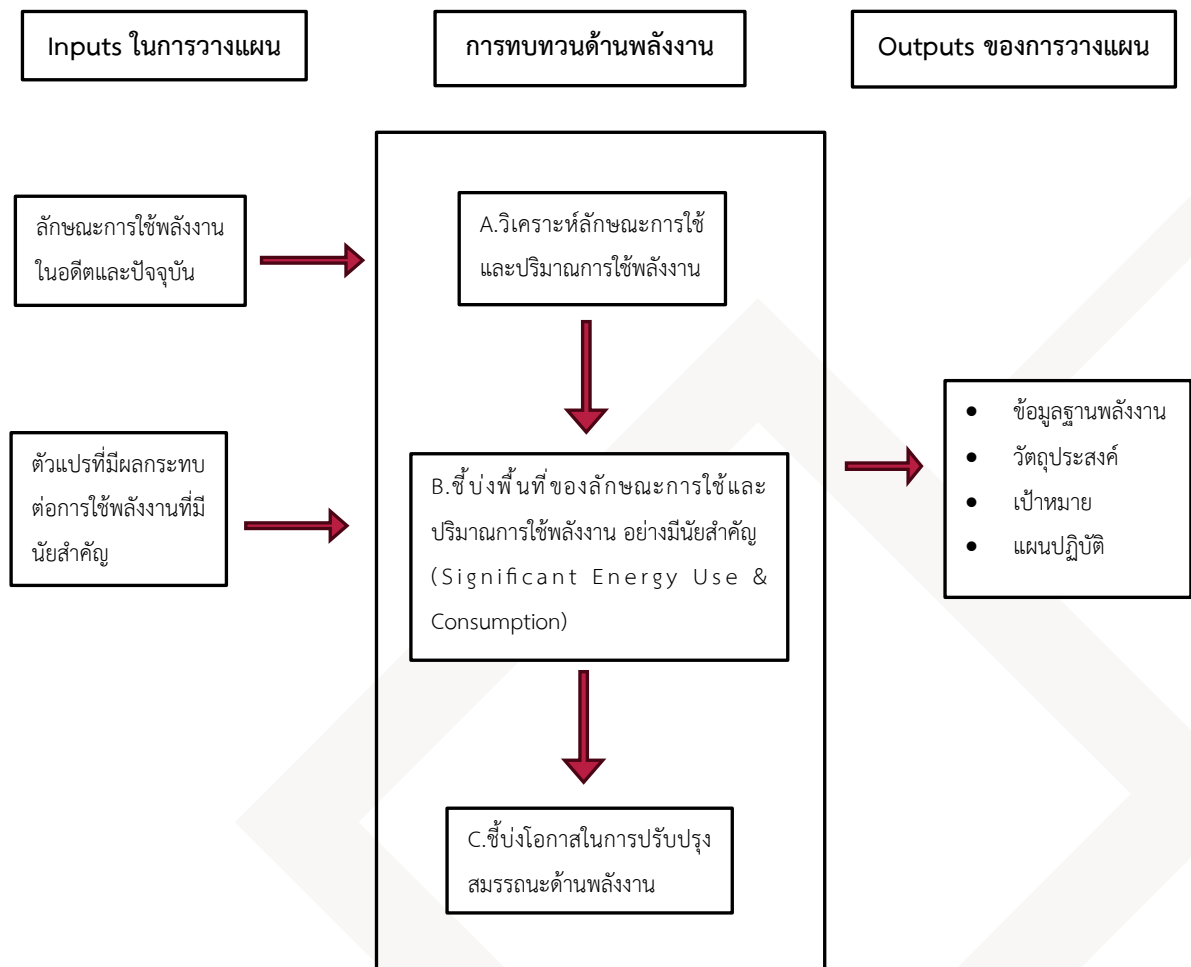 Inputs ในการวางแผน
การทบทวนด้านพลังงาน
Outputs ของการวางแผน
ลักษณะการใช้พลังงาน
ในอดีตและปัจจุบัน
A.วิเคราะห์ลักษณะการใช้
และปริมาณการใช้พลังงาน
ตัวแปรที่มีผลกระทบ
ต่อการใช้พลังงานที่มี
นัยสำคัญ
B.ชี้บ่งพื้นที่ของลักษณะการใช้และ
ปริมาณการใช้พลังงาน อย่างมีนัยสำคัญ
(Significant Energy Use &
Consumption)
• ข้อมูลฐานพลังงาน
• วัตถุประสงค์
• เป้าหมาย
• แผนปฏิบัติ
C.ชี้บ่งโอกาสในการปรับปรุง
สมรรถนะด้านพลังงาน